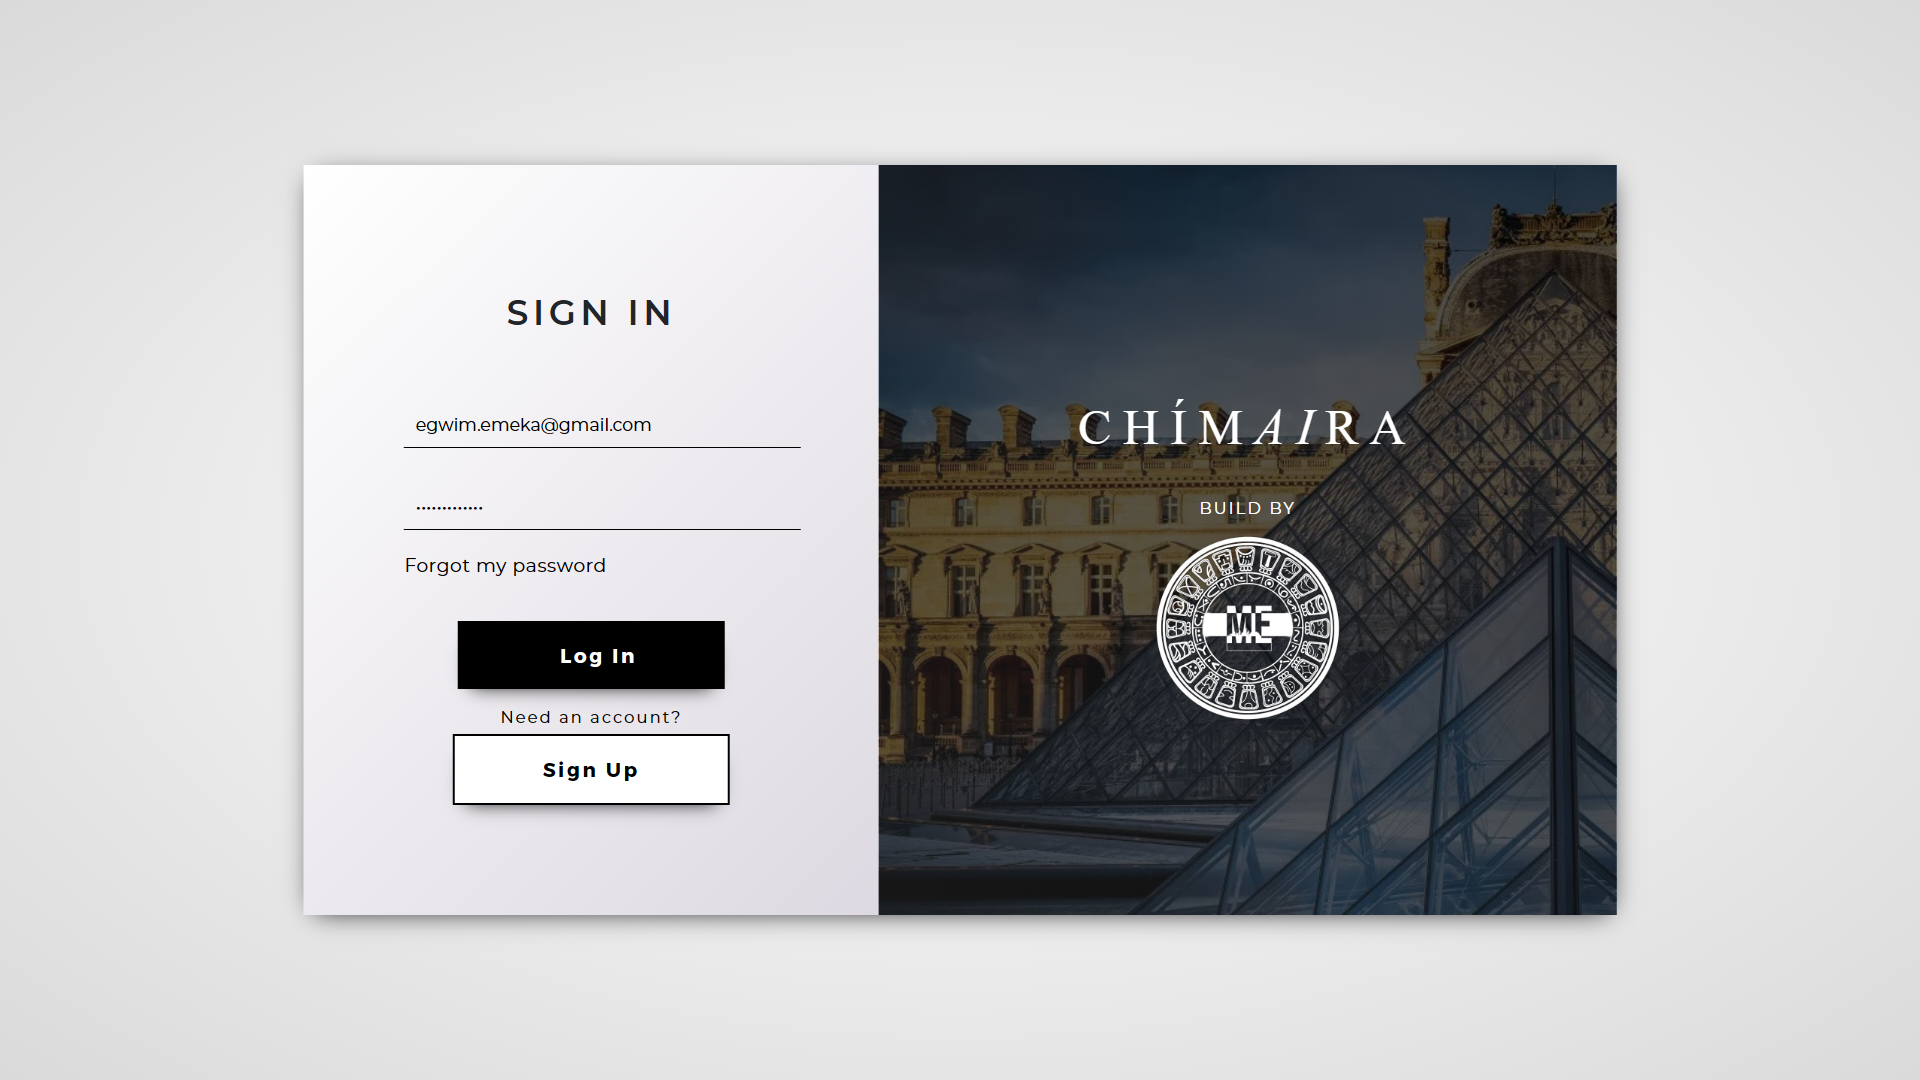 SIGN IN
egwim.emeka@gmail.com
•••••••••••••
Forgot my password
Log In
Need an account?
Sign Up
CHÍMAIRA
BUILD BY
ME